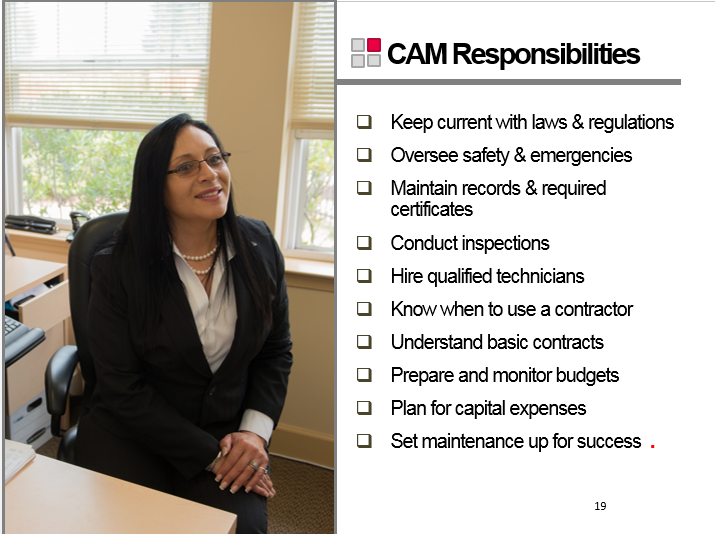 CAM Responsibilities
Keep current with laws & regulations
Oversee safety & emergencies
Maintain records & required
certificates
Conduct inspections
Hire qualified technicians
Know when to use a contractor
Understand basic contracts
Prepare and monitor budgets
Plan for capital expenses
Set maintenance up for success .
19